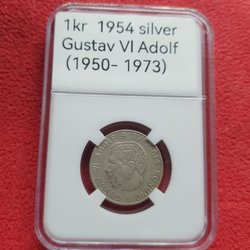 1kr 1954 silver
Gustav VI Adolf
(1950- 1973)